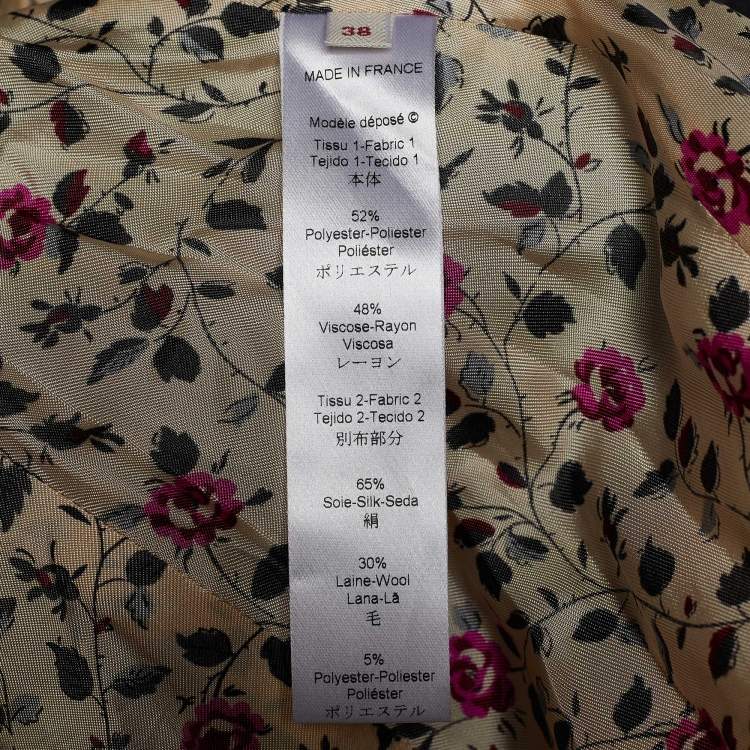 38
MADE IN FRANCE
Modèle déposé ©
Tissu 1-Fabric 1
Tejido 1-Tecido 1
本体
52%
Polyester-Poliester
Poliéster
ポリエステル
48%
Viscose-Rayon
Viscosa
レーヨン
Tissu 2-Fabric 2
Tejido 2-Tecido 2
別布部分
65%
Soie-Silk-Seda
絹
30%
Laine-Wool
Lana-Lã
毛
5%
Polyester-Poliester
Poliéster
ポリエステル